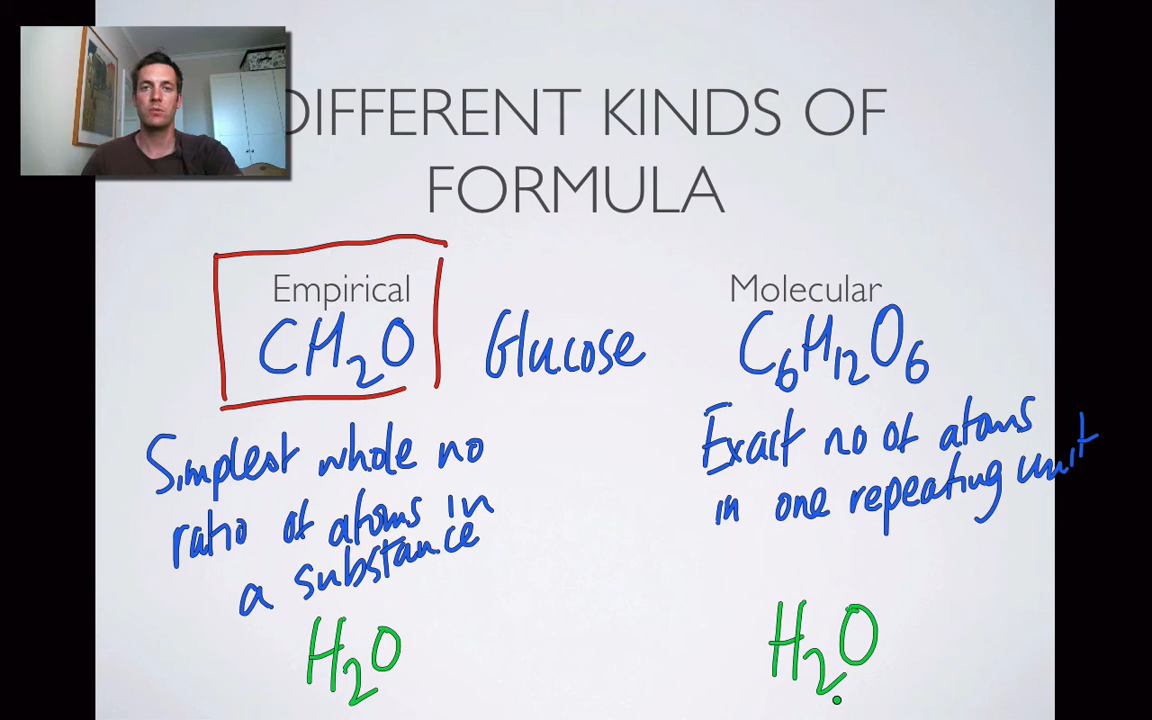 DIFFERENT KINDS OF
FORMULA
Empirical
CH₂O
Simplest whole no
ratio of atoms in
a substance
H₂O
Glucose
Molecular
C₆H₁₂O₆
Exact no of atoms
in one repeating unit
H₂O